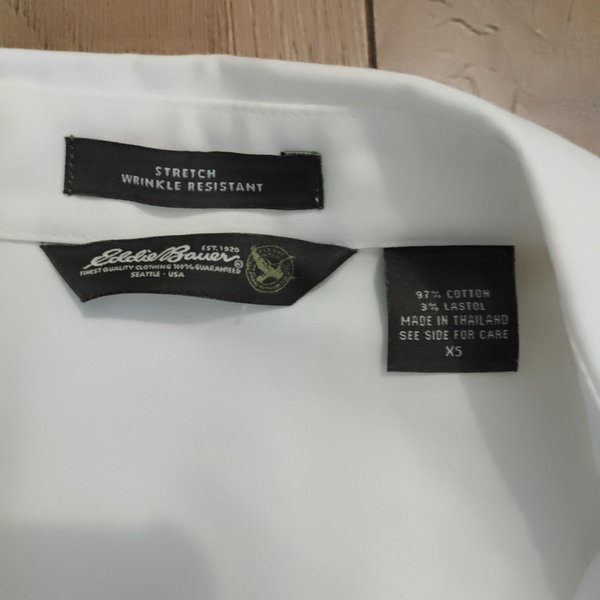 STRETCH
WRINKLE RESISTANT
EST. 1920
Eddie Bauer®
FINEST QUALITY CLOTHING 100% GUARANTEED
SEATTLE · USA
97% COTTON
3% LASTOL
MADE IN THAILAND
SEE SIDE FOR CARE
XS